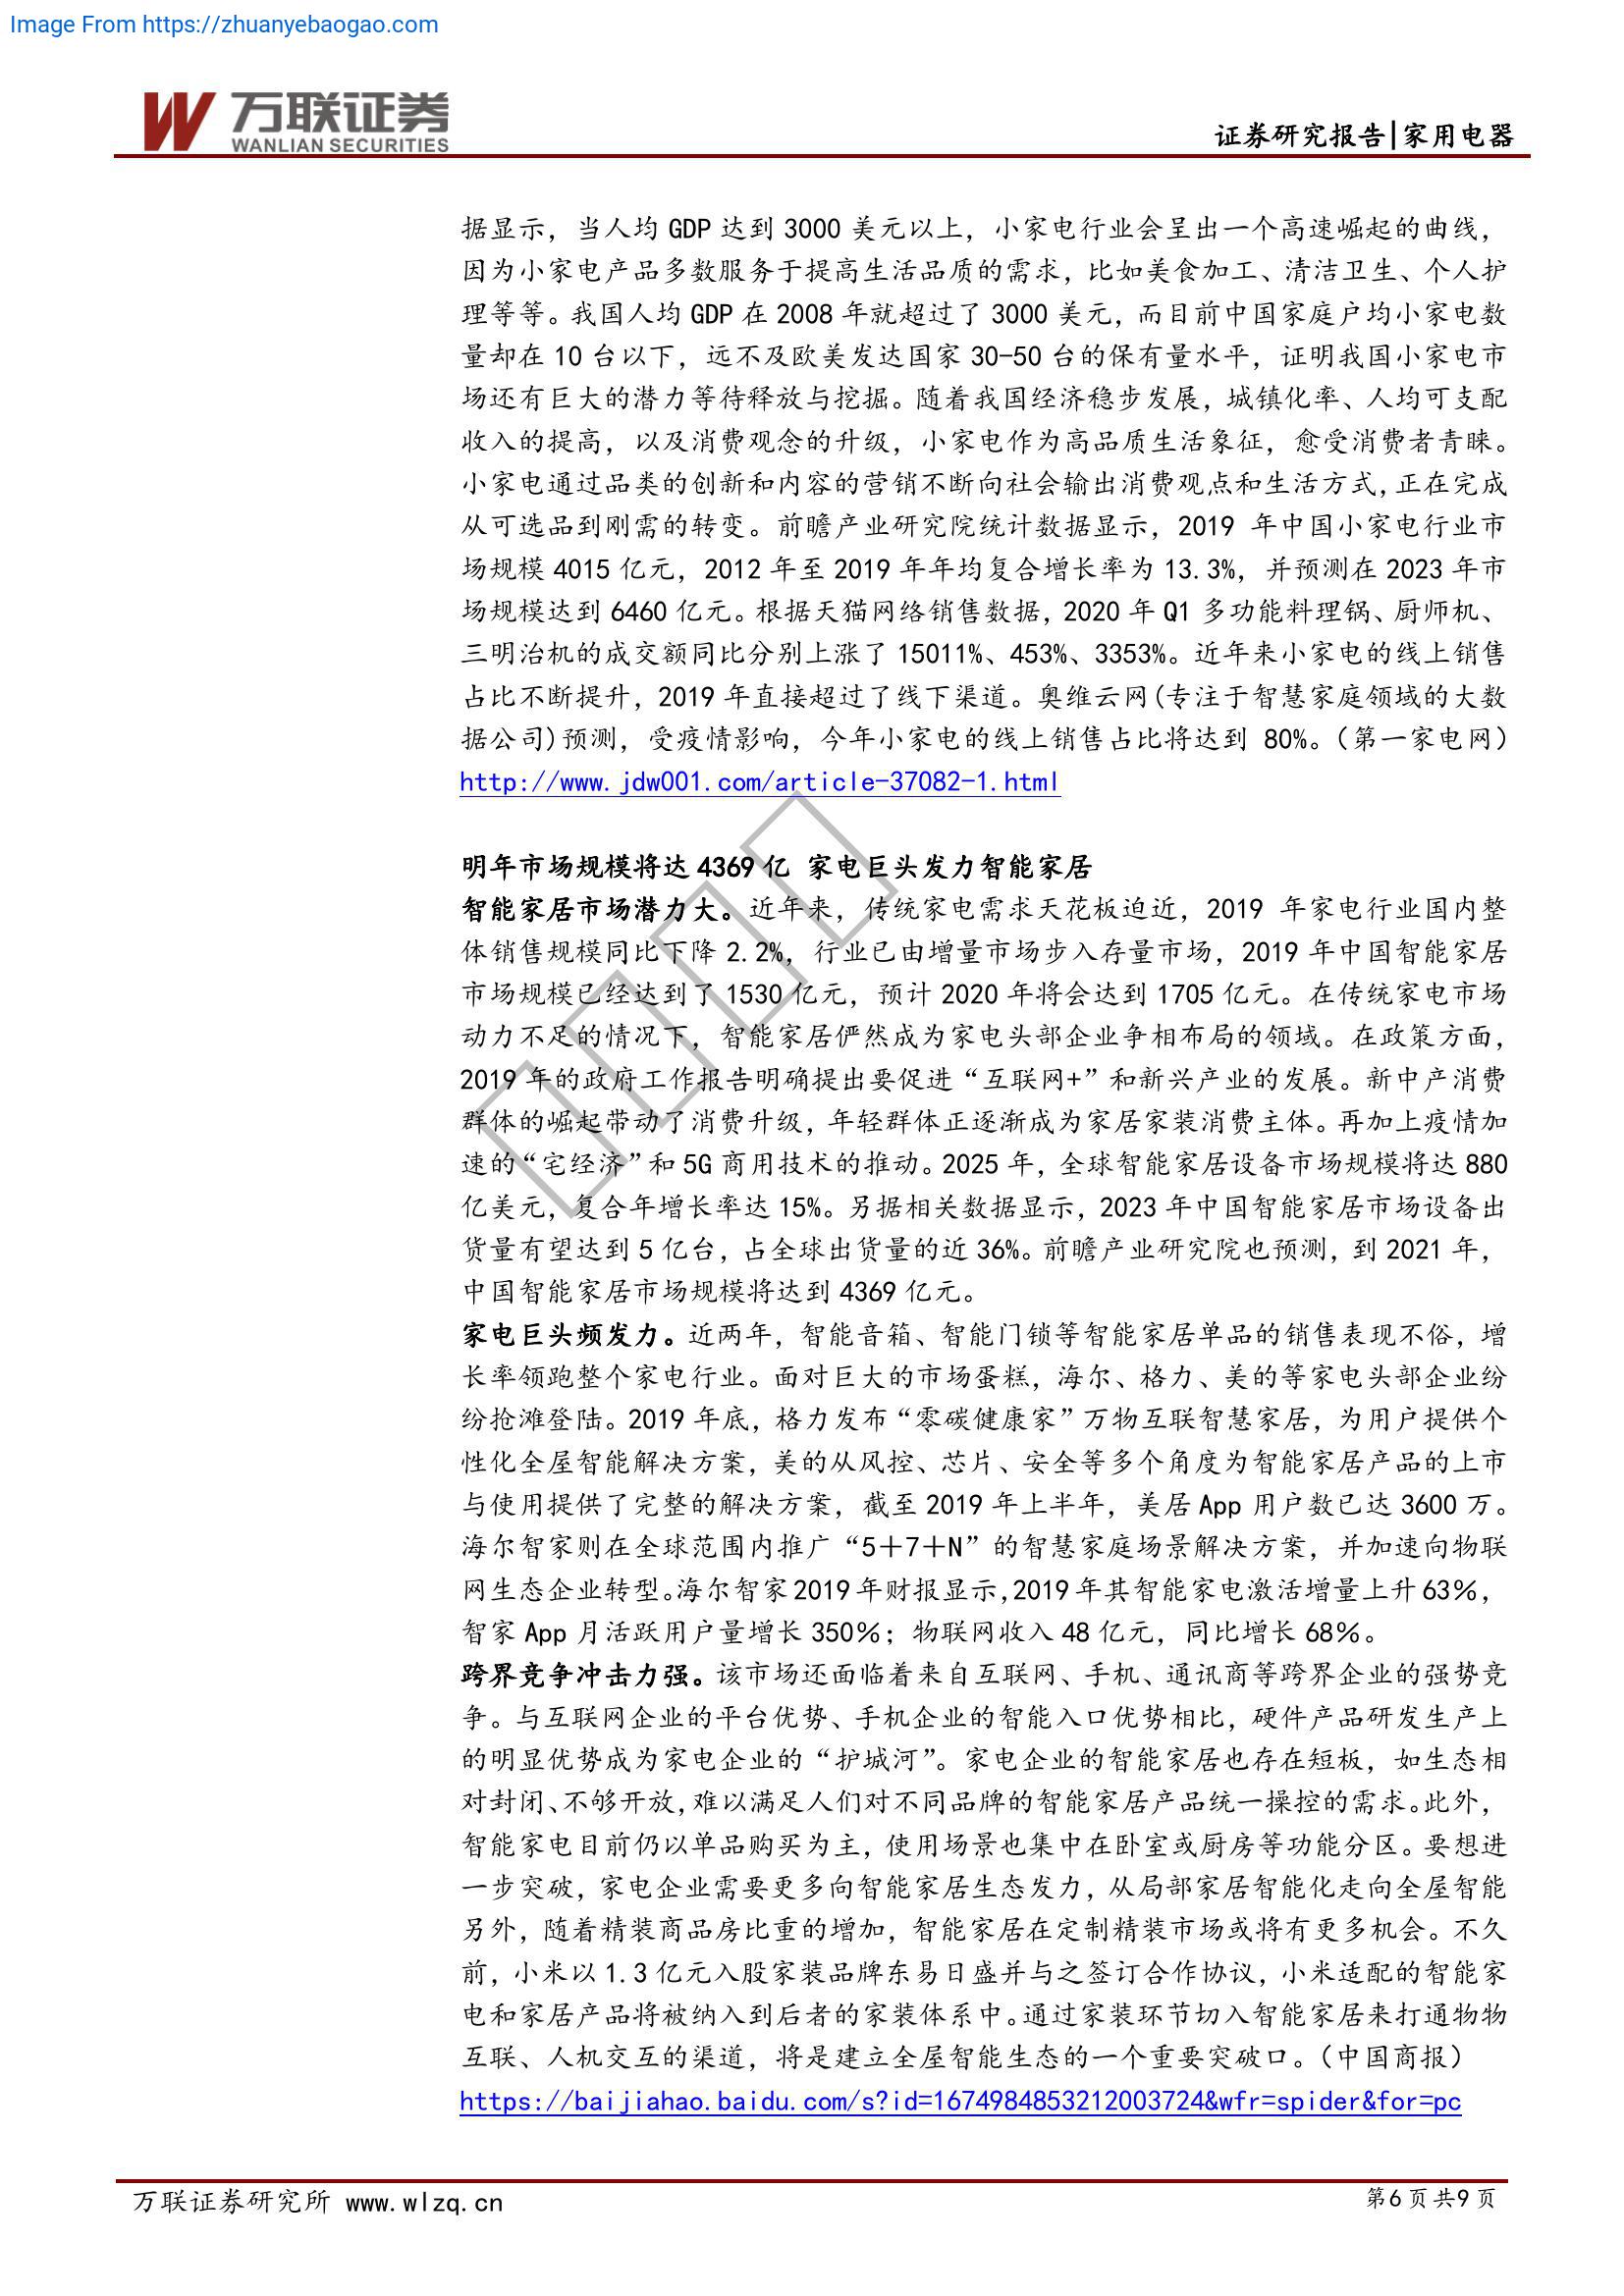 Image From https://zhuanyebaogao.com
万联证券
WANLIAN SECURITIES
证券研究报告|家用电器
据显示，当人均 GDP 达到 3000 美元以上，小家电行业会呈出一个高速崛起的曲线，
因为小家电产品多数服务于提高生活品质的需求，比如美食加工、清洁卫生、个人护
理等等。我国人均 GDP 在 2008 年就超过了 3000 美元，而目前中国家庭户均小家电数
量却在 10 台以下，远不及欧美发达国家 30-50 台的保有量水平，证明我国小家电市
场还有巨大的潜力等待释放与挖掘。随着我国经济稳步发展，城镇化率、人均可支配
收入的提高，以及消费观念的升级，小家电作为高品质生活象征，愈受消费者青睐。
小家电通过品类的创新和内容的营销不断向社会输出消费观点和生活方式，正在完成
从可选品到刚需的转变。前瞻产业研究院统计数据显示，2019 年中国小家电行业市
场规模 4015 亿元，2012 年至 2019 年年均复合增长率为 13.3%，并预测在 2023 年市
场规模达到 6460 亿元。根据天猫网络销售数据，2020 年 Q1 多功能料理锅、厨师机、
三明治机的成交额同比分别上涨了 15011%、453%、3353%。近年来小家电的线上销售
占比不断提升，2019 年直接超过了线下渠道。奥维云网(专注于智慧家庭领域的大数
据公司)预测，受疫情影响，今年小家电的线上销售占比将达到 80%。（第一家电网）
http://www.jdw001.com/article-37082-1.html
明年市场规模将达 4369 亿 家电巨头发力智能家居
智能家居市场潜力大。近年来，传统家电需求天花板迫近，2019 年家电行业国内整
体销售规模同比下降 2.2%，行业已由增量市场步入存量市场，2019 年中国智能家居
市场规模已经达到了 1530 亿元，预计 2020 年将会达到 1705 亿元。在传统家电市场
动力不足的情况下，智能家居俨然成为家电头部企业争相布局的领域。在政策方面，
2019 年的政府工作报告明确提出要促进“互联网+”和新兴产业的发展。新中产消费
群体的崛起带动了消费升级，年轻群体正逐渐成为家居家装消费主体。再加上疫情加
速的“宅经济”和 5G 商用技术的推动。2025 年，全球智能家居设备市场规模将达 880
亿美元，复合年增长率达 15%。另据相关数据显示，2023 年中国智能家居市场设备出
货量有望达到 5 亿台，占全球出货量的近 36%。前瞻产业研究院也预测，到 2021 年，
中国智能家居市场规模将达到 4369 亿元。
家电巨头频发力。近两年，智能音箱、智能门锁等智能家居单品的销售表现不俗，增
长率领跑整个家电行业。面对巨大的市场蛋糕，海尔、格力、美的等家电头部企业纷
纷抢滩登陆。2019 年底，格力发布“零碳健康家”万物互联智慧家居，为用户提供个
性化全屋智能解决方案，美的从风控、芯片、安全等多个角度为智能家居产品的上市
与使用提供了完整的解决方案，截至 2019 年上半年，美居 App 用户数已达 3600 万。
海尔智家则在全球范围内推广“5＋7＋N”的智慧家庭场景解决方案，并加速向物联
网生态企业转型。海尔智家 2019 年财报显示，2019 年其智能家电激活增量上升 63％，
智家 App 月活跃用户量增长 350％；物联网收入 48 亿元，同比增长 68％。
跨界竞争冲击力强。该市场还面临着来自互联网、手机、通讯商等跨界企业的强势竞
争。与互联网企业的平台优势、手机企业的智能入口优势相比，硬件产品研发生产上
的明显优势成为家电企业的“护城河”。家电企业的智能家居也存在短板，如生态相
对封闭、不够开放，难以满足人们对不同品牌的智能家居产品统一操控的需求。此外，
智能家电目前仍以单品购买为主，使用场景也集中在卧室或厨房等功能分区。要想进
一步突破，家电企业需要更多向智能家居生态发力，从局部家居智能化走向全屋智能
另外，随着精装商品房比重的增加，智能家居在定制精装市场或将有更多机会。不久
前，小米以 1.3 亿元入股家装品牌东易日盛并与之签订合作协议，小米适配的智能家
电和家居产品将被纳入到后者的家装体系中。通过家装环节切入智能家居来打通物物
互联、人机交互的渠道，将是建立全屋智能生态的一个重要突破口。（中国商报）
https://baijiahao.baidu.com/s?id=1674984853212003724&wfr=spider&for=pc
万联证券研究所 www.wlzq.cn
第6页共9页